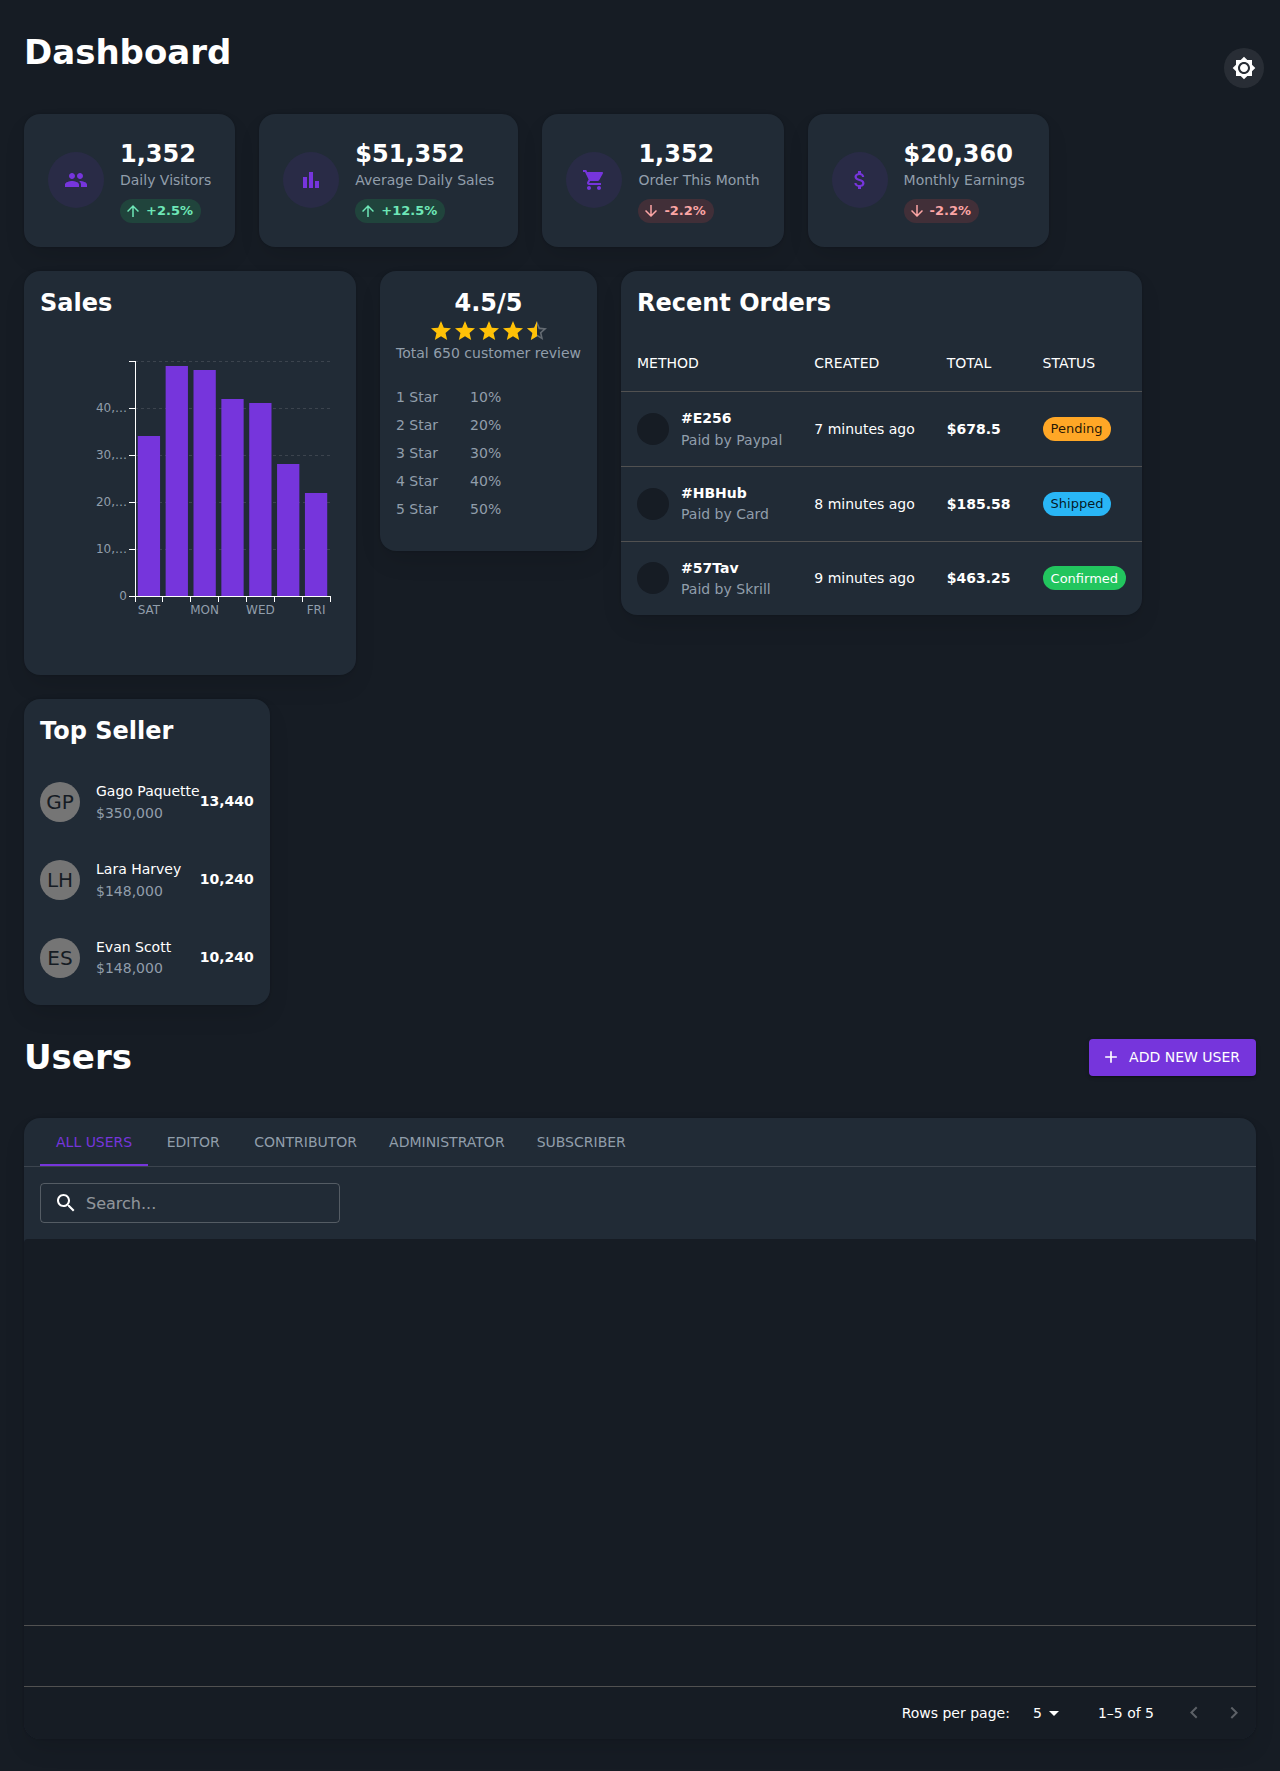 Dashboard
1,352
Daily Visitors
+2.5%
$51,352
Average Daily Sales
+12.5%
1,352
Order This Month
-2.2%
$20,360
Monthly Earnings
-2.2%
Sales
40,...
30,...
20,...
10,...
0
SAT MON WED FRI
4.5/5
Total 650 customer review
1 Star 10%
2 Star 20%
3 Star 30%
4 Star 40%
5 Star 50%
Recent Orders
METHOD CREATED TOTAL STATUS
#E256
Paid by Paypal
7 minutes ago $678.5 Pending
#HBHub
Paid by Card
8 minutes ago $185.58 Shipped
#57Tav
Paid by Skrill
9 minutes ago $463.25 Confirmed
Top Seller
GP Gago Paquette
$350,000
13,440
LH Lara Harvey
$148,000
10,240
ES Evan Scott
$148,000
10,240
Users
ADD NEW USER
ALL USERS EDITOR CONTRIBUTOR ADMINISTRATOR SUBSCRIBER
Search...
Rows per page: 5 1–5 of 5